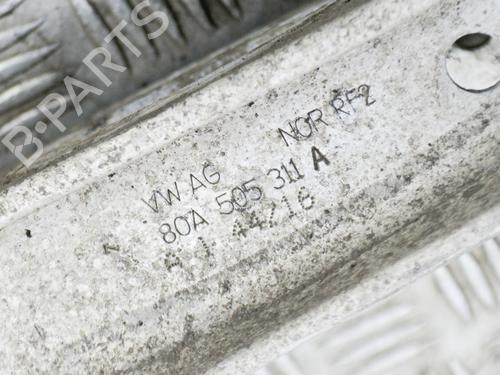 B-PARTS
VW AG NOR RF2
80A 505 311 A
44/16